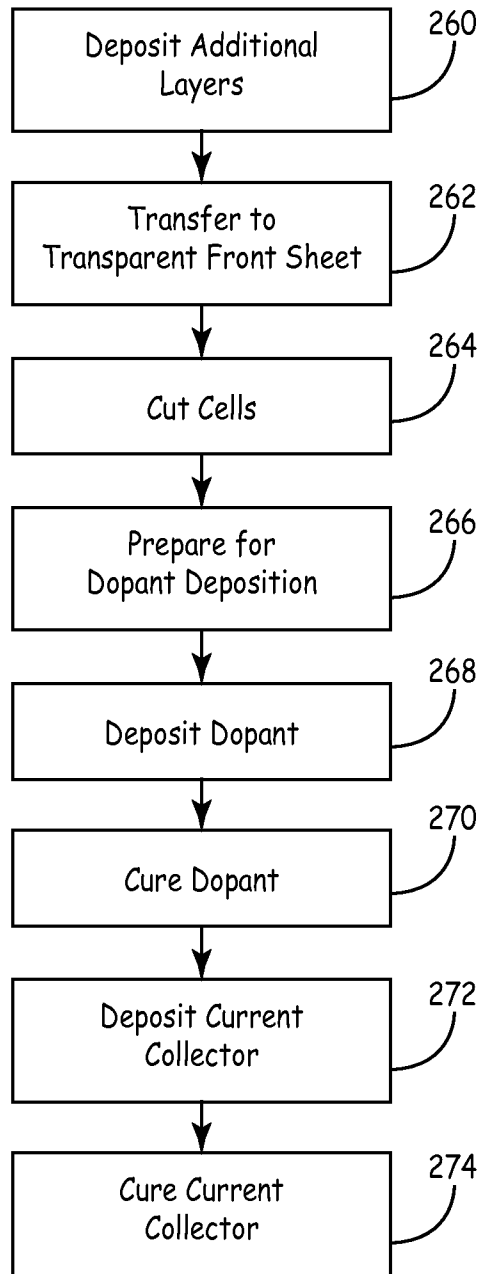 260
Deposit Additional
Layers
262
Transfer to
Transparent Front Sheet
264
Cut Cells
266
Prepare for
Dopant Deposition
268
Deposit Dopant
270
Cure Dopant
272
Deposit Current
Collector
274
Cure Current
Collector